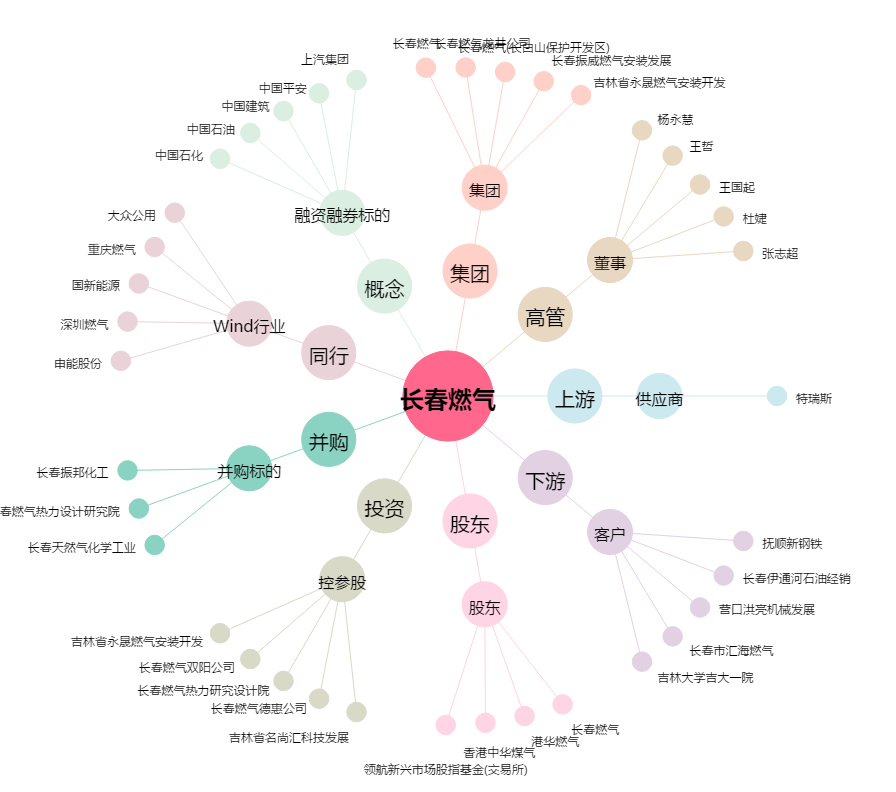 长春燃气
集团
集团
长春燃气
长春燃气龙井公司
长春燃气(长白山保护开发区)
长春振威燃气安装发展
吉林省永晟燃气安装开发
高管
董事
杨永慧
王哲
王国起
杜婕
张志超
上游
供应商
特瑞斯
下游
客户
抚顺新钢铁
长春伊通河石油经销
营口洪亮机械发展
长春市汇海燃气
吉林大学吉大一院
股东
股东
长春燃气
港华燃气
香港中华煤气
领航新兴市场股指基金(交易所)
投资
控参股
吉林省名尚汇科技发展
长春燃气德惠公司
长春燃气热力研究设计院
长春燃气双阳公司
吉林省永晟燃气安装开发
并购
并购标的
长春天然气化学工业
春燃气热力设计研究院
长春振邦化工
同行
Wind行业
申能股份
深圳燃气
国新能源
重庆燃气
大众公用
概念
融资融券标的
中国石化
中国石油
中国建筑
中国平安
上汽集团